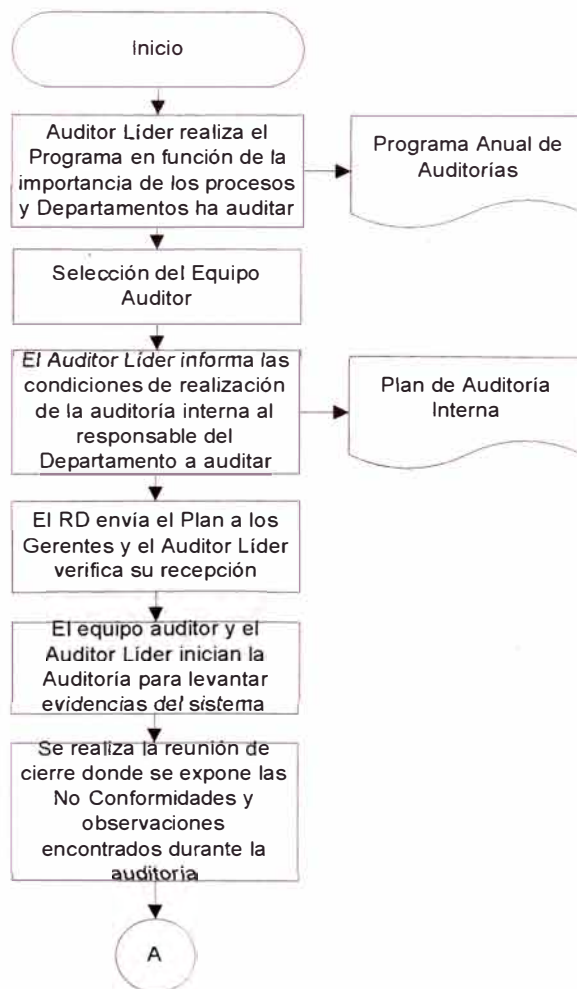 Inicio
Auditor Líder realiza el
Programa en función de la
importancia de los procesos
y Departamentos ha auditar
Programa Anual de
Auditorías
Selección del Equipo
Auditor
El Auditor Líder informa las
condiciones de realización
de la auditoría interna al
responsable del
Departamento a auditar
Plan de Auditoría
Interna
El RD envía el Plan a los
Gerentes y el Auditor Líder
verifica su recepción
El equipo auditor y el
Auditor Líder inician la
Auditoría para levantar
evidencias del sistema
Se realiza la reunión de
cierre donde se expone las
No Conformidades y
observaciones
encontrados durante la
auditoría
A